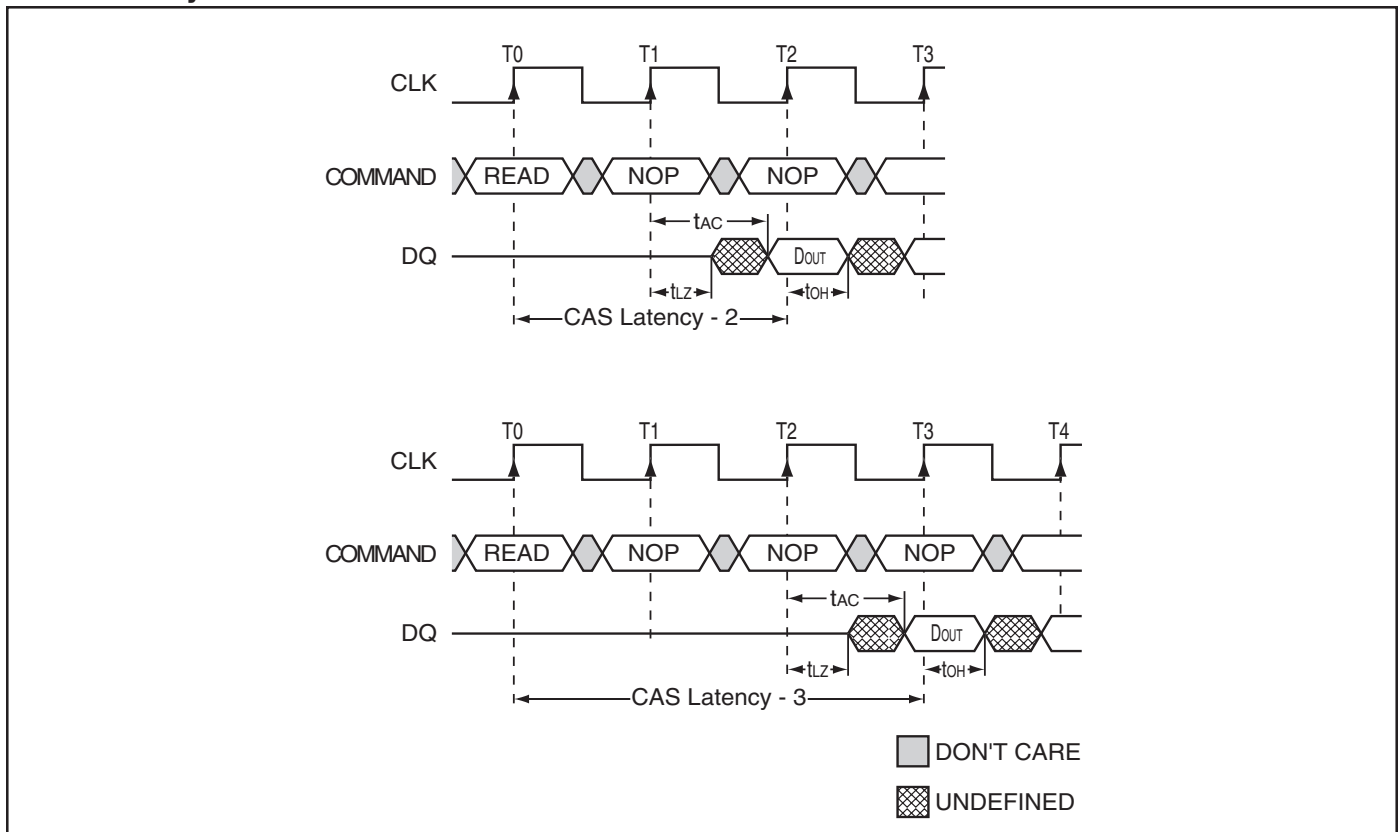 T0 T1 T2 T3
CLK
COMMAND READ NOP NOP
tAC
DQ DOUT
tLZ tOH
CAS Latency - 2
T0 T1 T2 T3 T4
CLK
COMMAND READ NOP NOP NOP
tAC
DQ DOUT
tLZ tOH
CAS Latency - 3
DON'T CARE
UNDEFINED